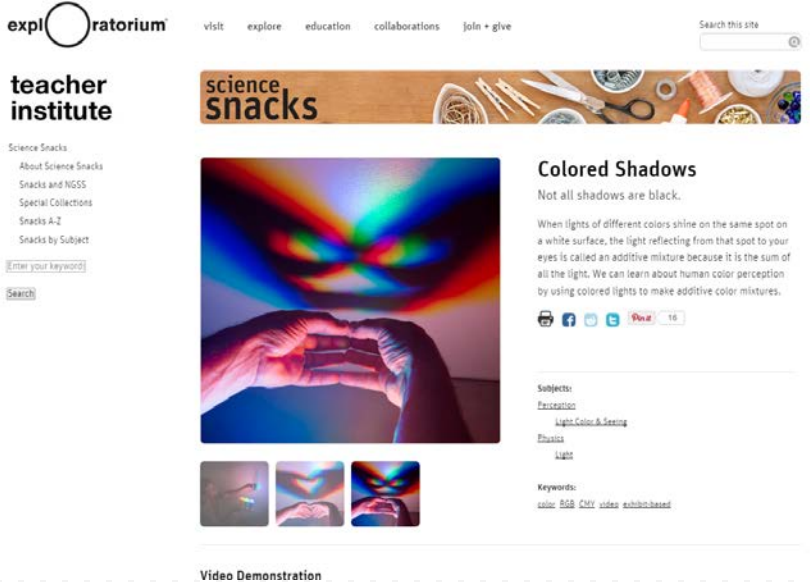 exploratorium
visit explore education collaborations join + give
Search this site
teacher
institute
science
snacks
Science Snacks
About Science Snacks
Snacks and NGSS
Special Collections
Snacks A-Z
Snacks by Subject
Enter your keyword
Search
Colored Shadows
Not all shadows are black.
When lights of different colors shine on the same spot on
a white surface, the light reflecting from that spot to your
eyes is called an additive mixture because it is the sum of
all the light. We can learn about human color perception
by using colored lights to make additive color mixtures.
Pin it 16
Subjects:
Perception
Light Color & Seeing
Physics
Light
Keywords:
color RGB CMY video exhibit-based
Video Demonstration